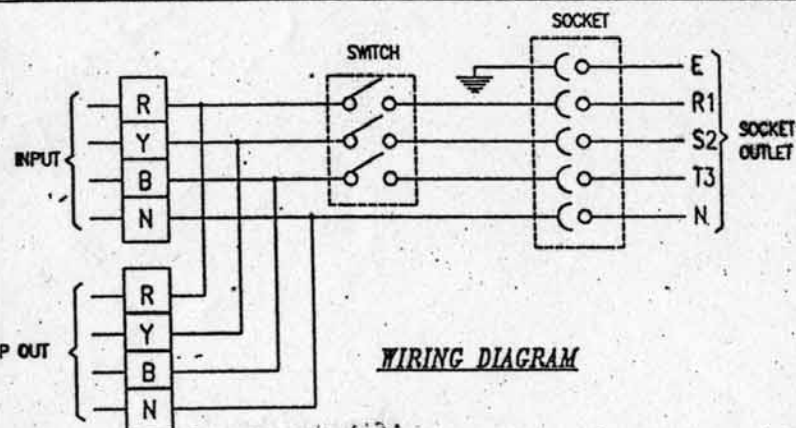 SOCKET
SWITCH
E
R R1
Y S2 SOCKET
OUTLET
INPUT
B T3
N N
R
Y
P OUT
B
N
WIRING DIAGRAM